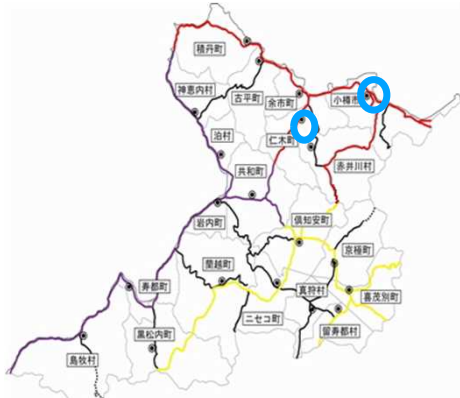 積丹町
神恵内村
古平町
余市町
小樽市
泊村
仁木町
赤井川村
共和町
岩内町
倶知安町
京極町
蘭越町
寿都町
真狩村
喜茂別町
ニセコ町
留寿都村
黒松内町
島牧村